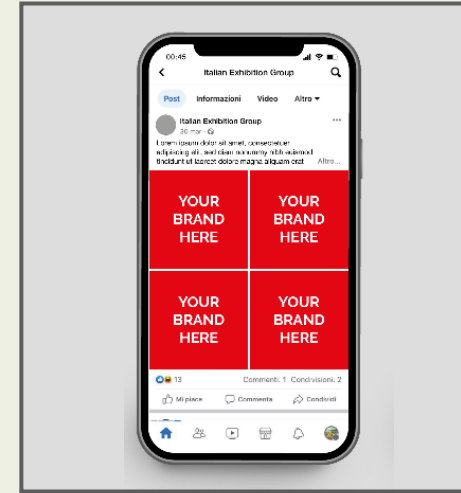 00:45
Italian Exhibition Group
Post Informazioni Video Altro
Italian Exhibition Group
30 mar
Lorem ipsum dolor sit amet, consectetuer
adipiscing elit, sed diam nonummy nibh euismod
tincidunt ut laoreet dolore magna aliquam erat Altro...
YOUR BRAND HERE
YOUR BRAND HERE
YOUR BRAND HERE
YOUR BRAND HERE
13 Commenti: 1 Condivisioni: 2
Mi piace Commenta Condividi